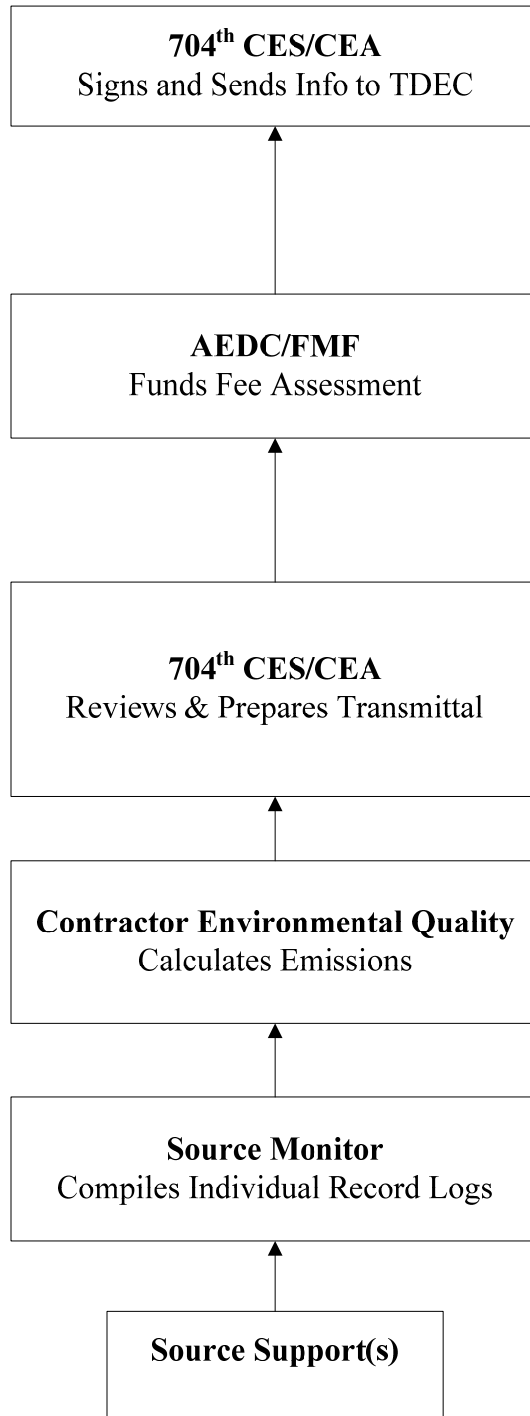 704th CES/CEA
Signs and Sends Info to TDEC
AEDC/FMF
Funds Fee Assessment
704th CES/CEA
Reviews & Prepares Transmittal
Contractor Environmental Quality
Calculates Emissions
Source Monitor
Compiles Individual Record Logs
Source Support(s)